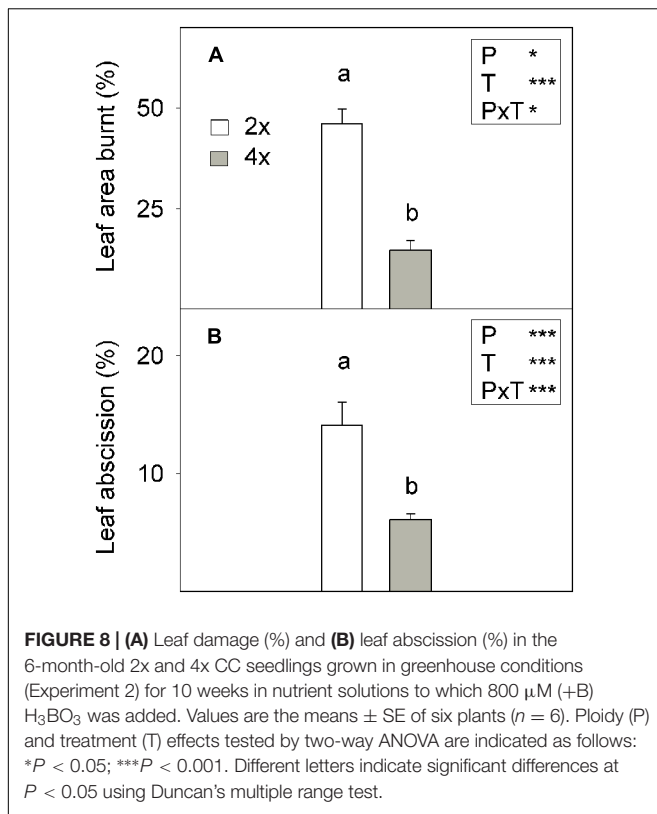 A
a
P *
T ***
PxT *
50
2x
4x
25
b
Leaf area burnt (%)
B
a
P ***
T ***
PxT ***
20
10
b
Leaf abscission (%)
FIGURE 8 | (A) Leaf damage (%) and (B) leaf abscission (%) in the
6-month-old 2x and 4x CC seedlings grown in greenhouse conditions
(Experiment 2) for 10 weeks in nutrient solutions to which 800 μM (+B)
H₃BO₃ was added. Values are the means ± SE of six plants (n = 6). Ploidy (P)
and treatment (T) effects tested by two-way ANOVA are indicated as follows:
*P < 0.05; ***P < 0.001. Different letters indicate significant differences at
P < 0.05 using Duncan's multiple range test.